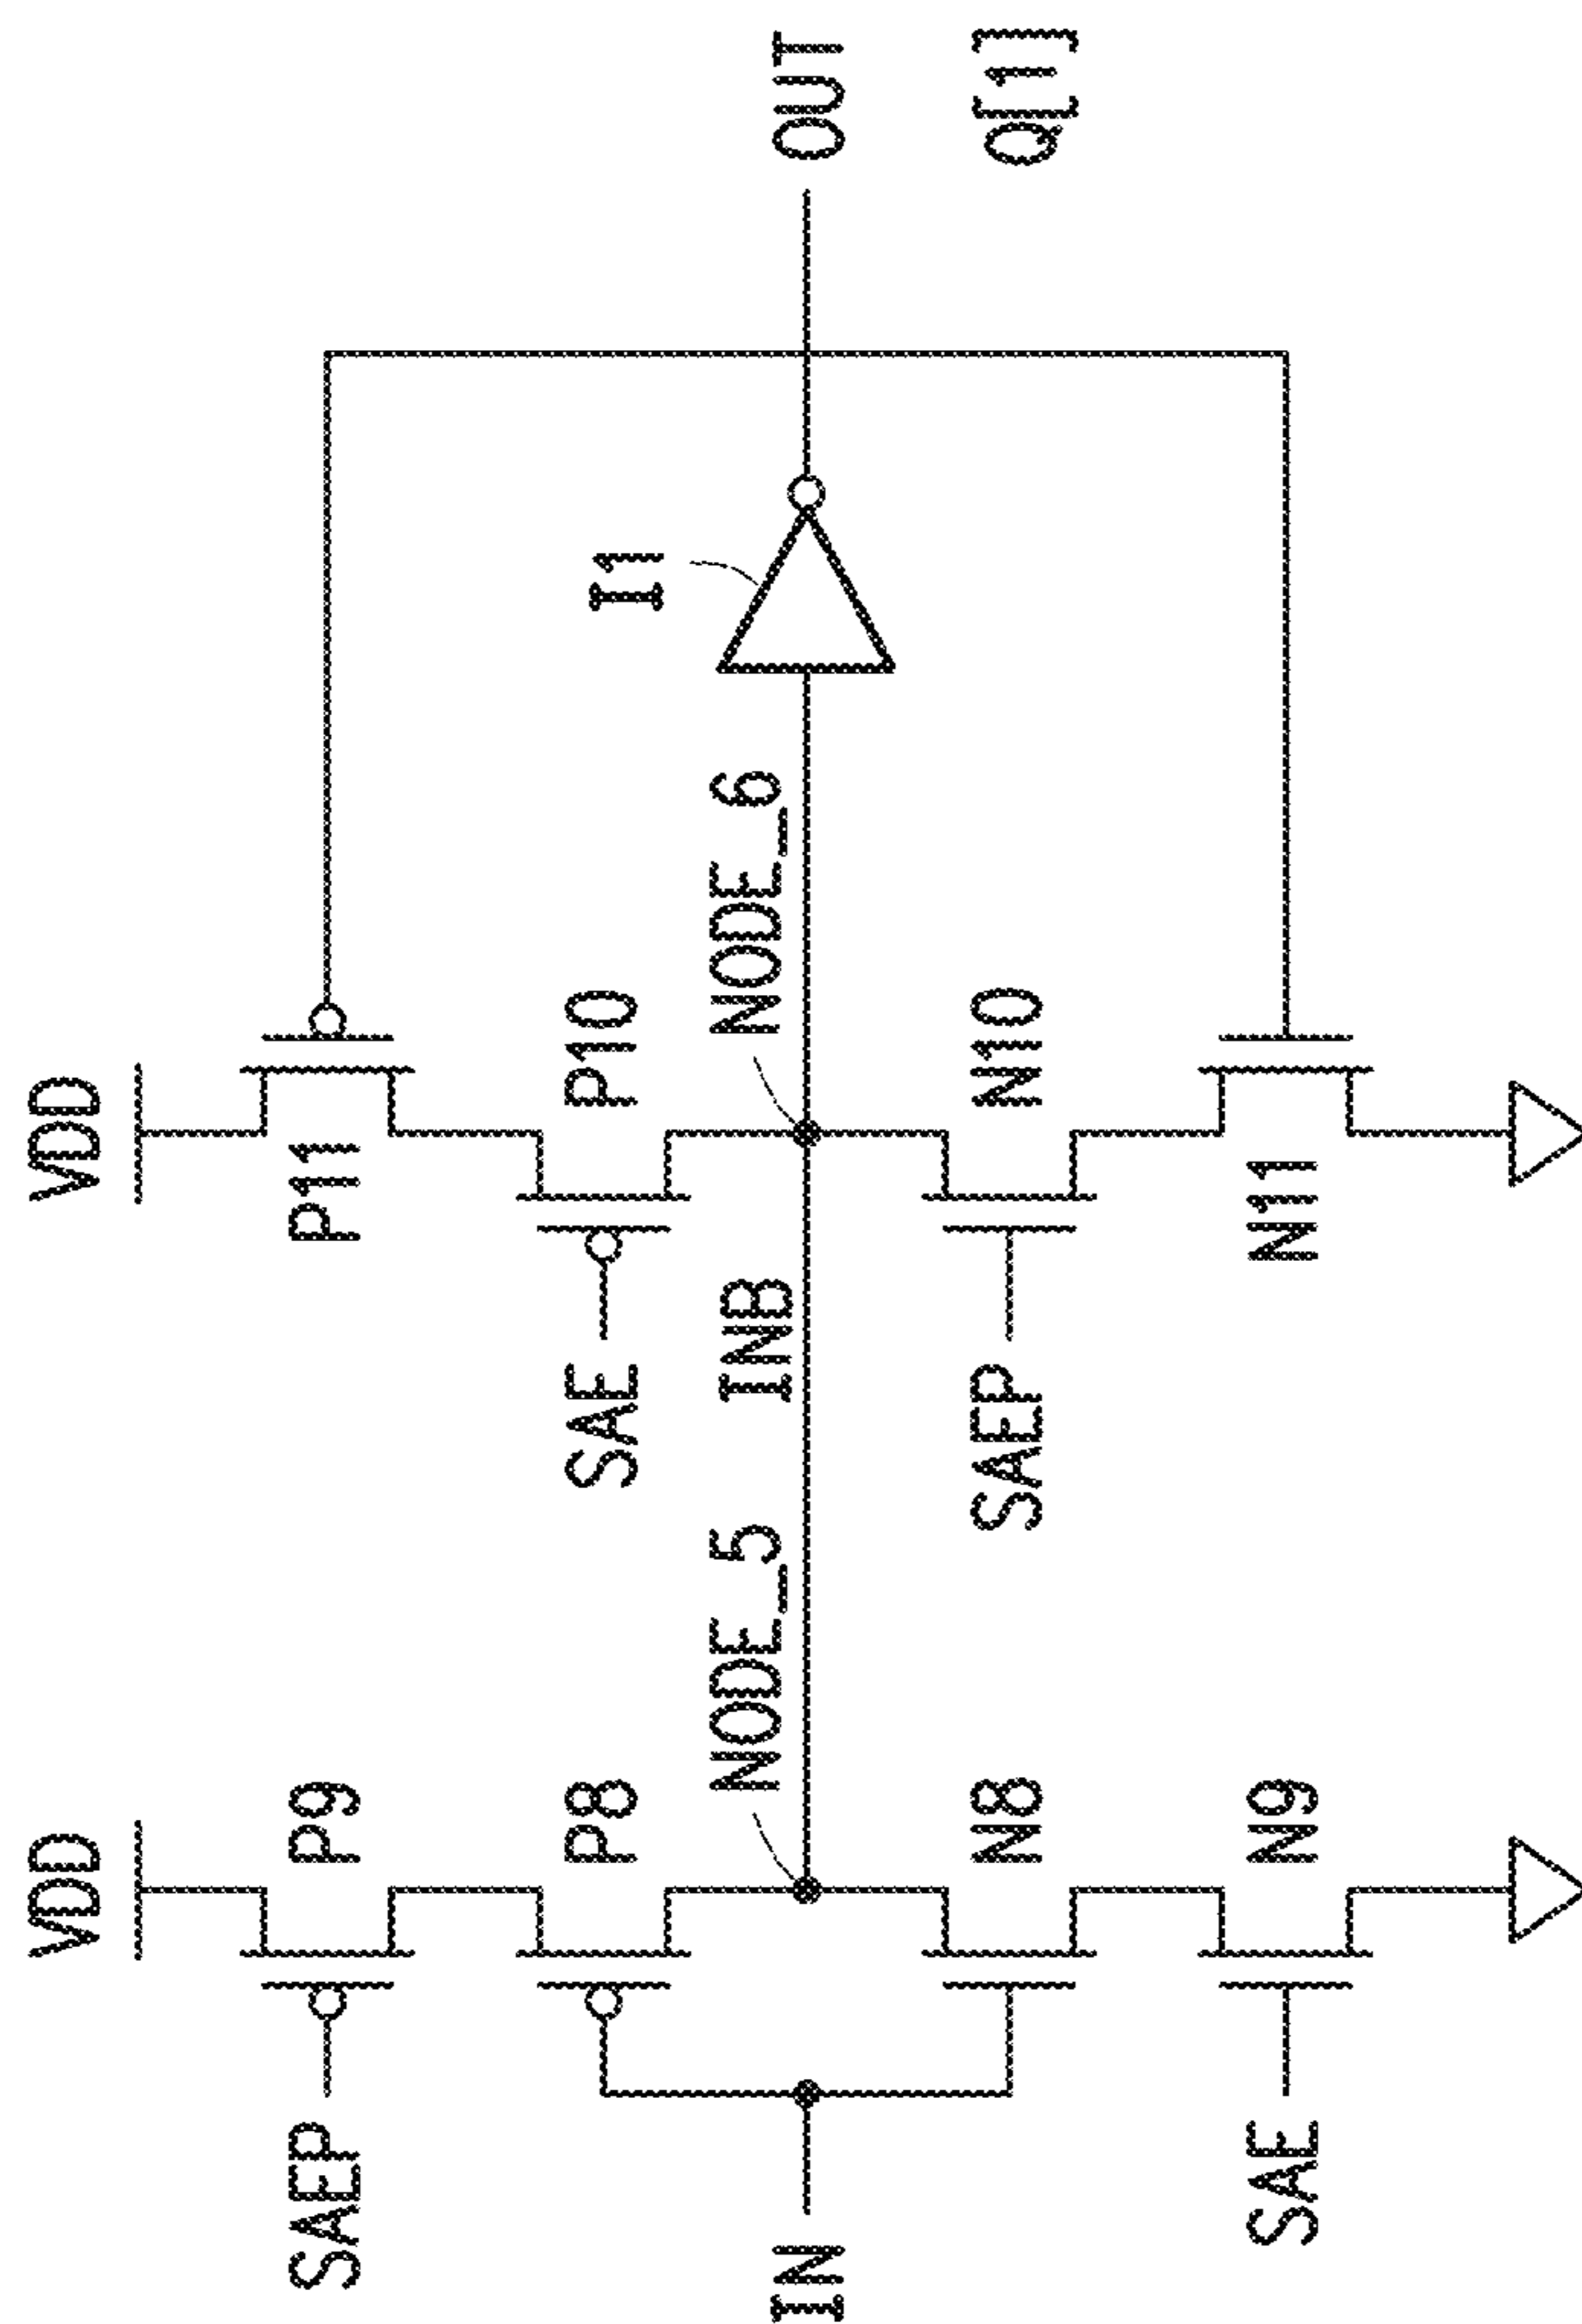 VDD
VDD
SAEP
P9
P11
P8
SAE
P10
IN
NODE_5
INB
NODE_6
I1
OUT
N8
SAEP
N10
Q[1]
SAE
N9
N11